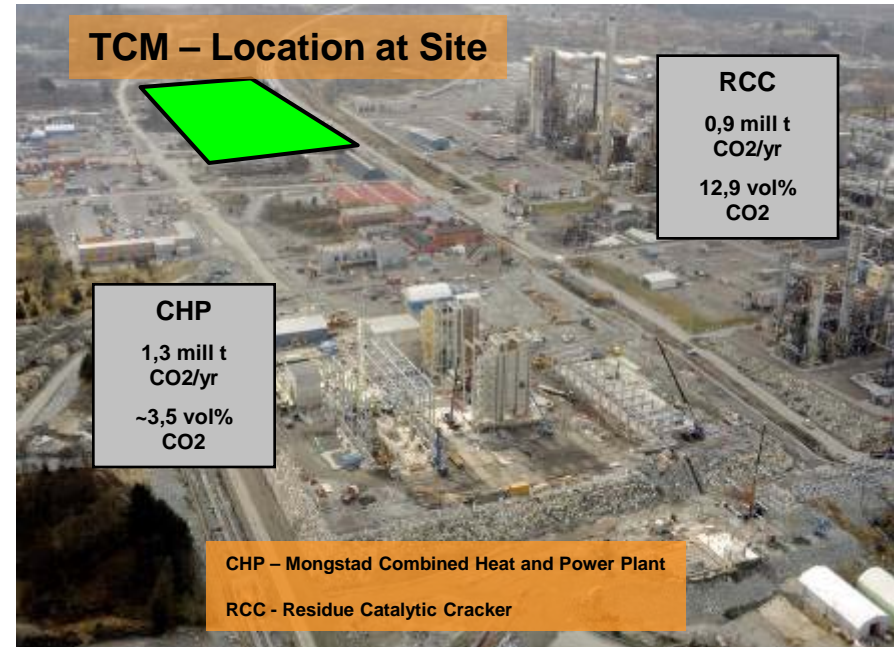 TCM – Location at Site
RCC
0,9 mill t
CO2/yr
12,9 vol%
CO2
CHP
1,3 mill t
CO2/yr
~3,5 vol%
CO2
CHP – Mongstad Combined Heat and Power Plant
RCC - Residue Catalytic Cracker